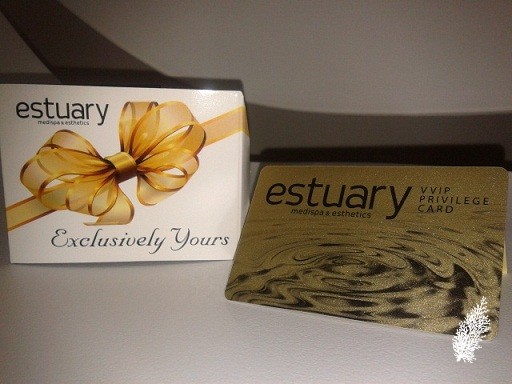 estuary
medispa & esthetics
Exclusively Yours
estuary
medispa & esthetics
VVIP
PRIVILEGE
CARD